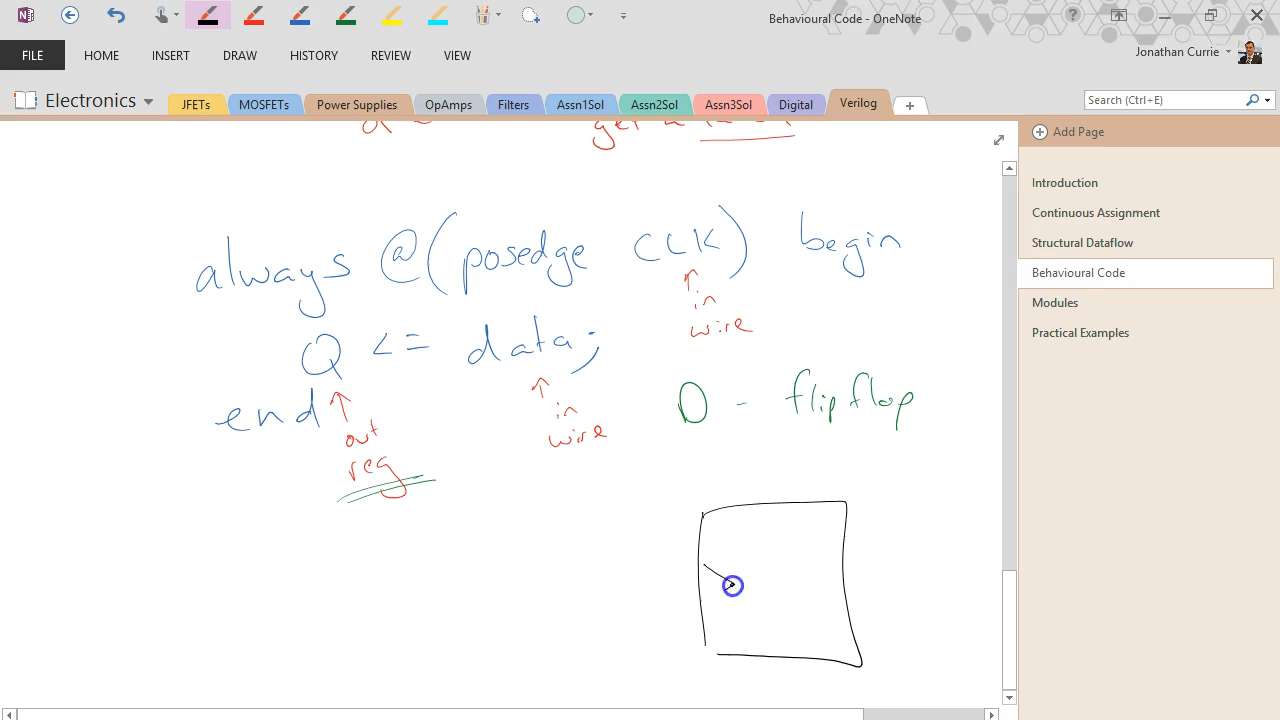 Behavioural Code - OneNote
?
Jonathan Currie
FILE HOME INSERT DRAW HISTORY REVIEW VIEW
Electronics JFETs MOSFETs Power Supplies OpAmps Filters Assn1Sol Assn2Sol Assn3Sol Digital Verilog
Search (Ctrl+E)
Add Page
Introduction
Continuous Assignment
Structural Dataflow
Behavioural Code
Modules
Practical Examples
get a
always @(posedge CLK) begin
in
wire
Q <= data;
end
out
reg
in
wire
D - flipflop